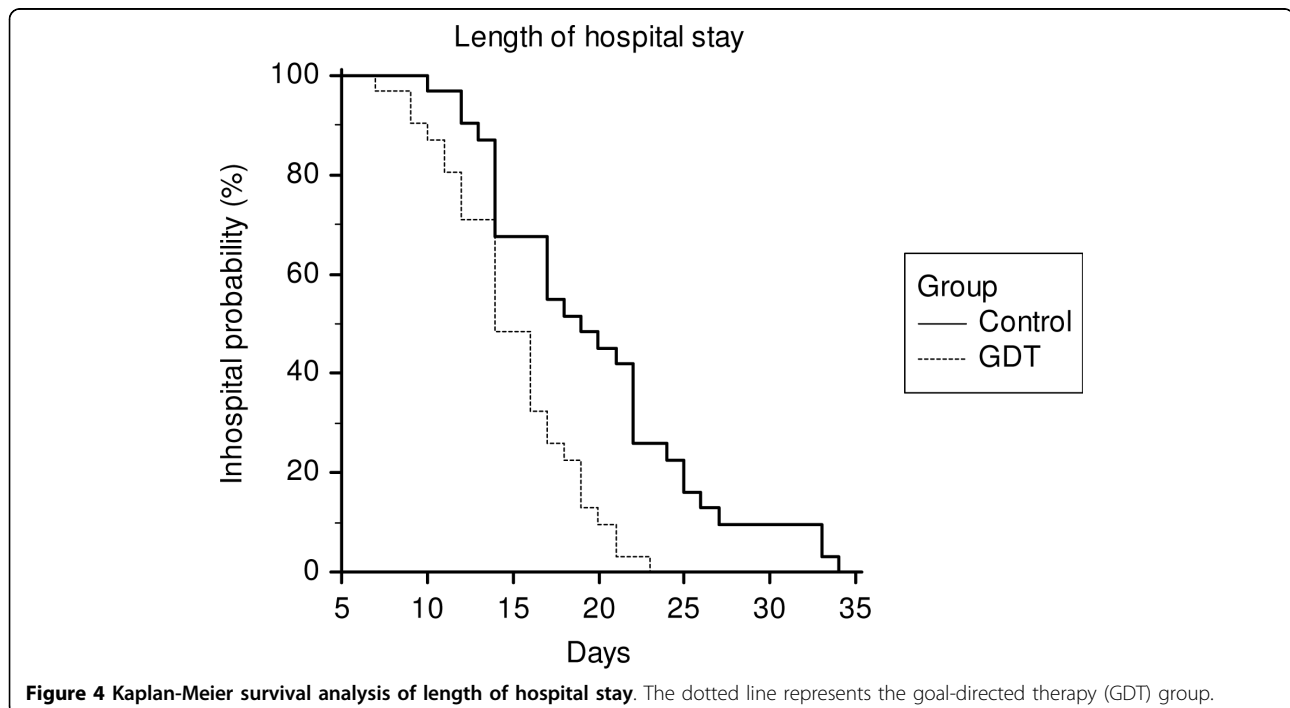 Length of hospital stay
100
80
60
40
20
0
Inhospital probability (%)
5 10 15 20 25 30 35
Days
Group
Control
GDT
Figure 4 Kaplan-Meier survival analysis of length of hospital stay. The dotted line represents the goal-directed therapy (GDT) group.